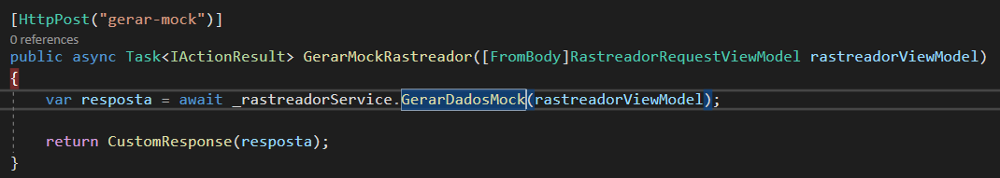 [HttpPost("gerar-mock")]
0 references
public async Task<IActionResult> GerarMockRastreador([FromBody]RastreadorRequestViewModel rastreadorViewModel)
{
var resposta = await _rastreadorService.GerarDadosMock(rastreadorViewModel);
return CustomResponse(resposta);
}